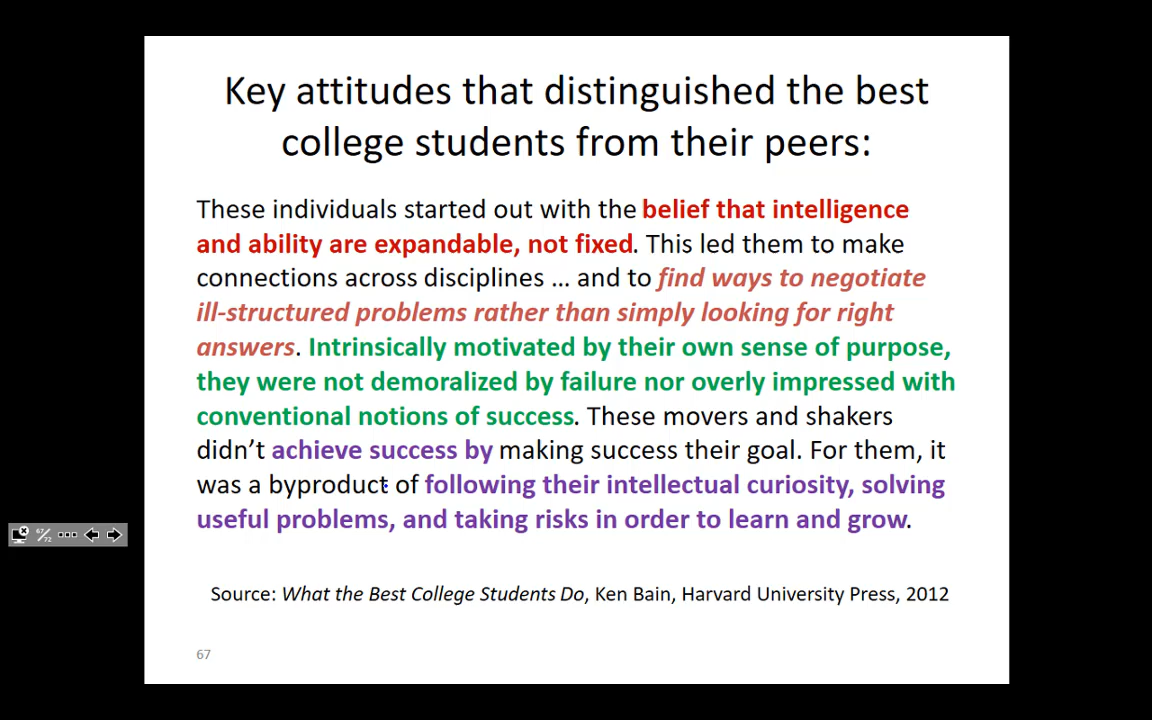 Key attitudes that distinguished the best
college students from their peers:
These individuals started out with the belief that intelligence
and ability are expandable, not fixed. This led them to make
connections across disciplines … and to find ways to negotiate
ill-structured problems rather than simply looking for right
answers. Intrinsically motivated by their own sense of purpose,
they were not demoralized by failure nor overly impressed with
conventional notions of success. These movers and shakers
didn’t achieve success by making success their goal. For them, it
was a byproduct of following their intellectual curiosity, solving
useful problems, and taking risks in order to learn and grow.
67/72
Source: What the Best College Students Do, Ken Bain, Harvard University Press, 2012
67